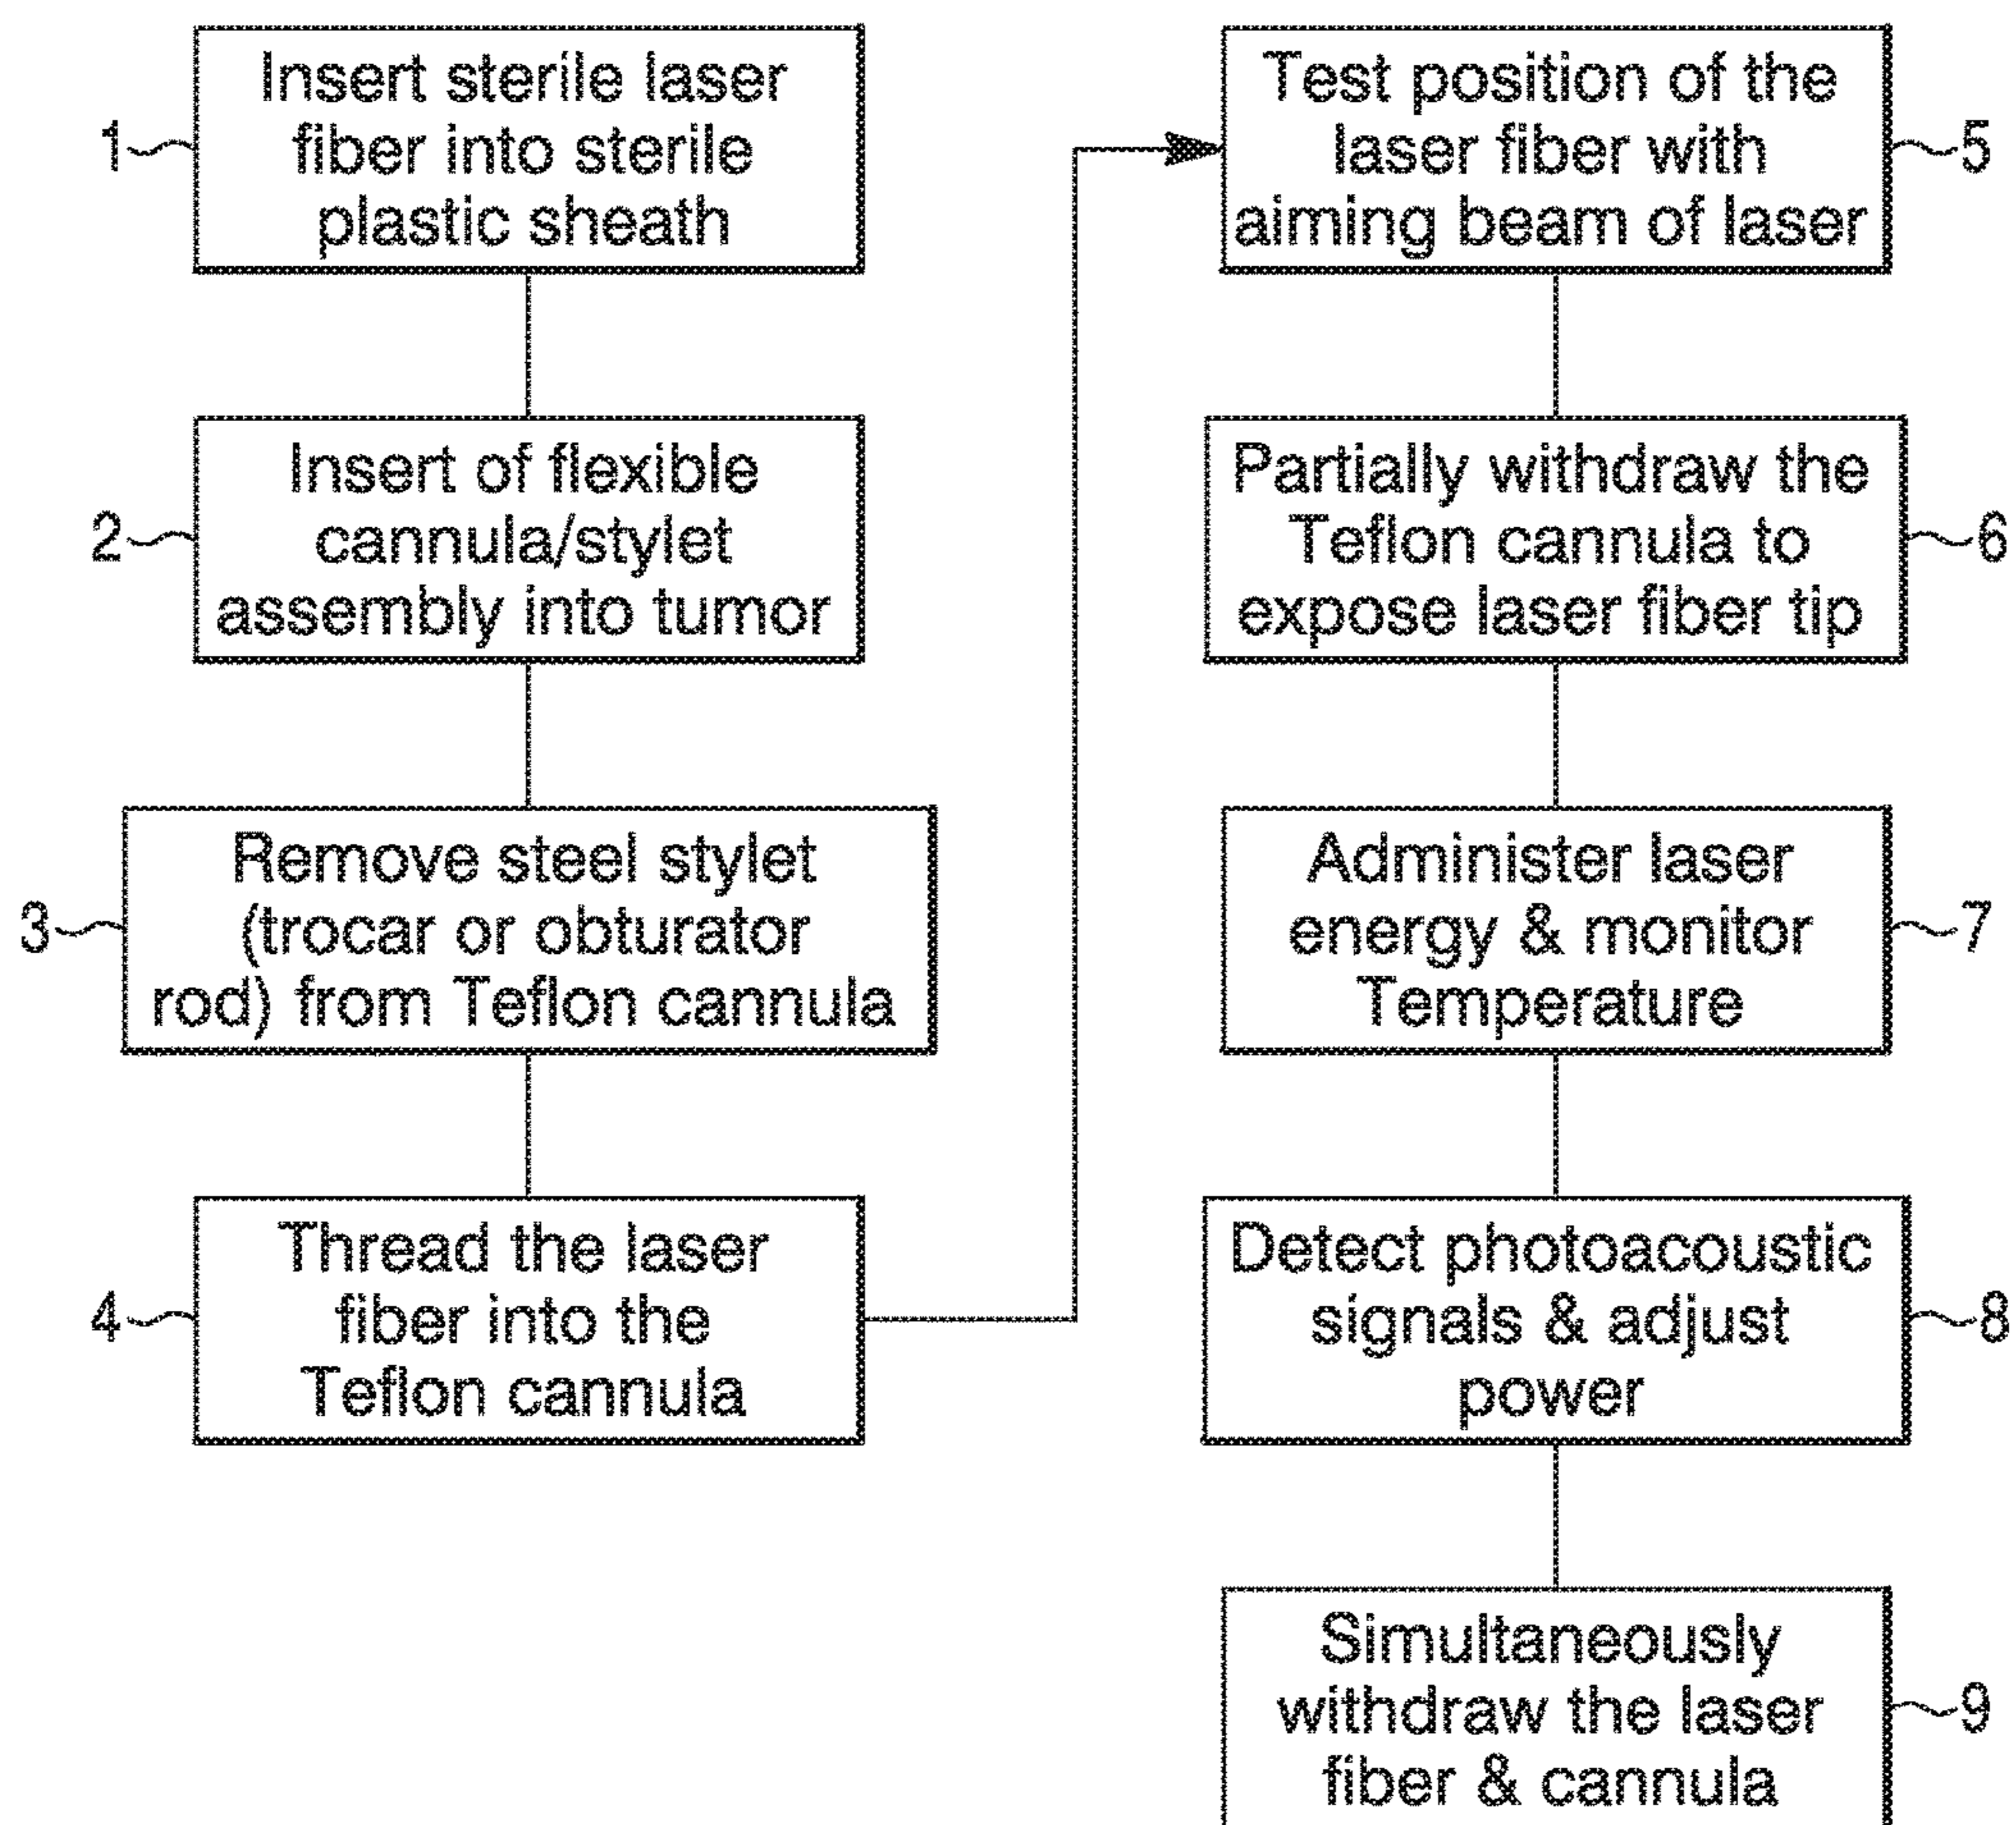 1
Insert sterile laser
fiber into sterile
plastic sheath
2
Insert of flexible
cannula/stylet
assembly into tumor
3
Remove steel stylet
(trocar or obturator
rod) from Teflon cannula
4
Thread the laser
fiber into the
Teflon cannula
Test position of the
laser fiber with
aiming beam of laser
5
Partially withdraw the
Teflon cannula to
expose laser fiber tip
6
Administer laser
energy & monitor
Temperature
7
Detect photoacoustic
signals & adjust
power
8
Simultaneously
withdraw the laser
fiber & cannula
9